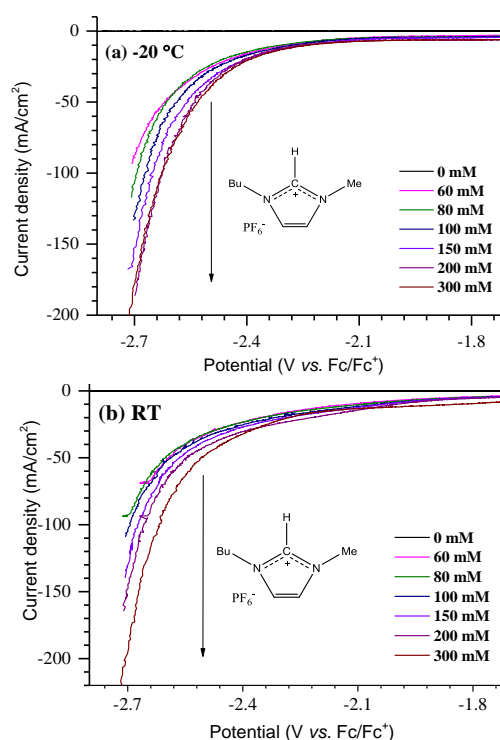 (a) -20 °C
0
-50
-100
-150
-200
Current density (mA/cm²)
H
Bu
C
Me
N
N
+
PF₆⁻
0 mM
60 mM
80 mM
100 mM
150 mM
200 mM
300 mM
-2.7
-2.4
-2.1
-1.8
Potential (V vs. Fc/Fc⁺)
(b) RT
0
-50
-100
-150
-200
Current density (mA/cm²)
H
Bu
C
Me
N
N
+
PF₆⁻
0 mM
60 mM
80 mM
100 mM
150 mM
200 mM
300 mM
-2.7
-2.4
-2.1
-1.8
Potential (V vs. Fc/Fc⁺)